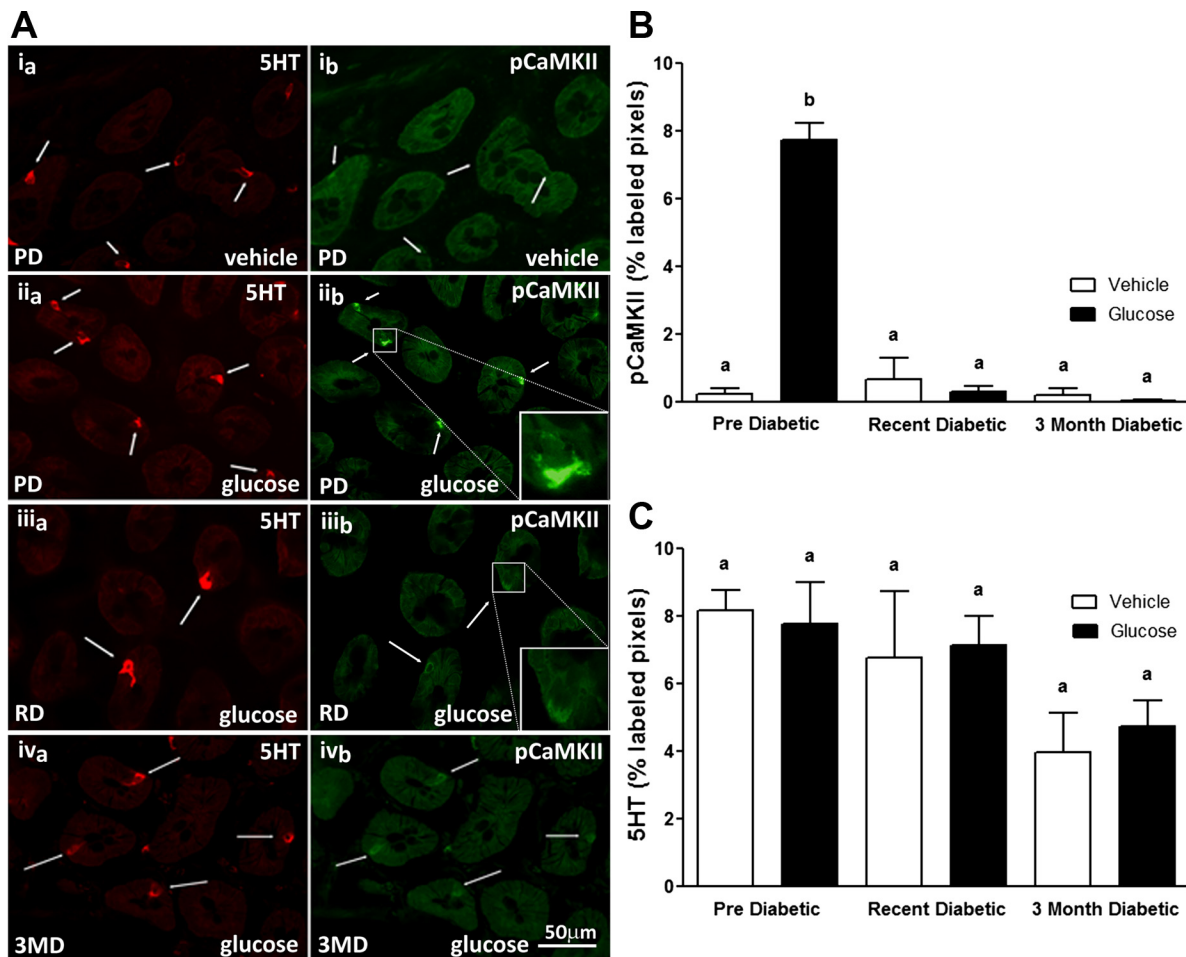 A
ia 5HT
PD vehicle
ib pCaMKII
vehicle
iia 5HT
PD glucose
iib pCaMKII
PD glucose
iiia 5HT
RD glucose
iiib pCaMKII
RD glucose
iva 5HT
3MD glucose
ivb pCaMKII
3MD glucose 50μm
B
pCaMKII (% labeled pixels)
10
8
6
4
2
0
a b a a a a
Vehicle
Glucose
Pre Diabetic Recent Diabetic 3 Month Diabetic
C
5HT (% labeled pixels)
10
8
6
4
2
0
a a a a a a
Vehicle
Glucose
Pre Diabetic Recent Diabetic 3 Month Diabetic